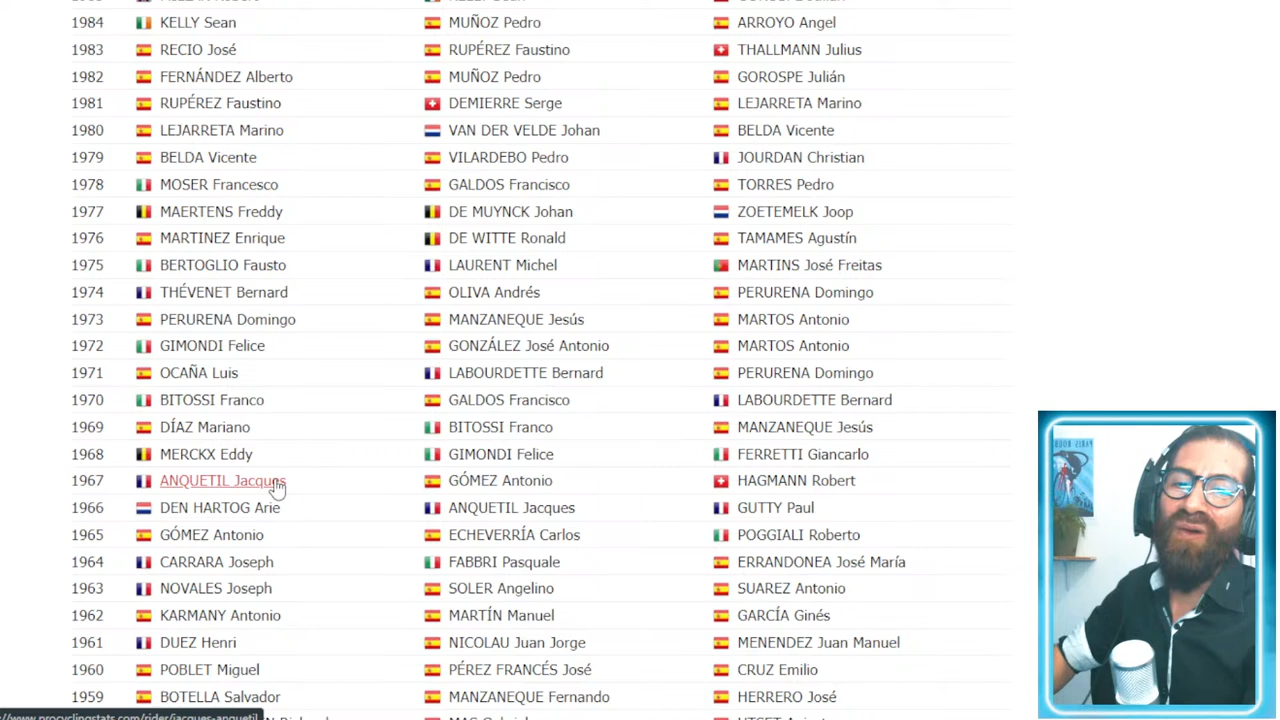 1984 KELLY Sean MUÑOZ Pedro ARROYO Angel
1983 RECIO José RUPÉREZ Faustino THALLMANN Julius
1982 FERNÁNDEZ Alberto MUÑOZ Pedro GOROSPE Julián
1981 RUPÉREZ Faustino DEMIERRE Serge LEJARRETA Marino
1980 LEJARRETA Marino VAN DER VELDE Johan BELDA Vicente
1979 BELDA Vicente VILARDEBO Pedro JOURDAN Christian
1978 MOSER Francesco GALDOS Francisco TORRES Pedro
1977 MAERTENS Freddy DE MUYNCK Johan ZOETEMELK Joop
1976 MARTINEZ Enrique DE WITTE Ronald TAMAMES Agustín
1975 BERTOGLIO Fausto LAURENT Michel MARTINS José Freitas
1974 THÉVENET Bernard OLIVA Andrés PERURENA Domingo
1973 PERURENA Domingo MANZANEQUE Jesús MARTOS Antonio
1972 GIMONDI Felice GONZÁLEZ José Antonio MARTOS Antonio
1971 OCAÑA Luis LABOURDETTE Bernard PERURENA Domingo
1970 BITOSSI Franco GALDOS Francisco LABOURDETTE Bernard
1969 DÍAZ Mariano BITOSSI Franco MANZANEQUE Jesús
1968 MERCKX Eddy GIMONDI Felice FERRETTI Giancarlo
1967 ANQUETIL Jacques GÓMEZ Antonio HAGMANN Robert
1966 DEN HARTOG Arie ANQUETIL Jacques GUTTY Paul
1965 GÓMEZ Antonio ECHEVERRÍA Carlos POGGIALI Roberto
1964 CARRARA Joseph FABBRI Pasquale ERRANDONEA José María
1963 NOVALES Joseph SOLER Angelino SUAREZ Antonio
1962 KARMANY Antonio MARTÍN Manuel GARCÍA Ginés
1961 DUEZ Henri NICOLAU Juan Jorge MENENDEZ Juan Manuel
1960 POBLET Miguel PÉREZ FRANCÉS José CRUZ Emilio
1959 BOTELLA Salvador MANZANEQUE Fernando HERRERO José
//www.procyclingstats.com/rider/jacques-anquetil